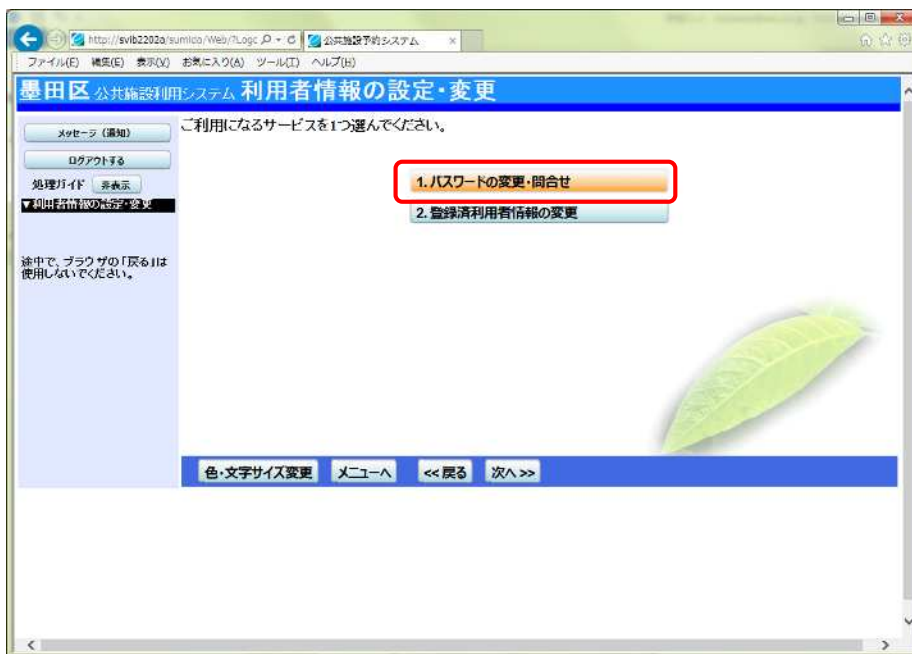 http://svib2202a/sumica/Web/?Logc
公共施設予約システム
ファイル(F) 編集(E) 表示(V) お気に入り(A) ツール(T) ヘルプ(H)
墨田区 公共施設利用システム 利用者情報の設定・変更
メッセージ（通知）
ログアウトする
処理ガイド 非表示
▼利用者情報の設定・変更
途中で、ブラウザの「戻る」は
使用しないでください。
ご利用になるサービスを1つ選んでください。
1. パスワードの変更・問合せ
2. 登録済利用者情報の変更
色・文字サイズ変更 メニューへ << 戻る 次へ >>